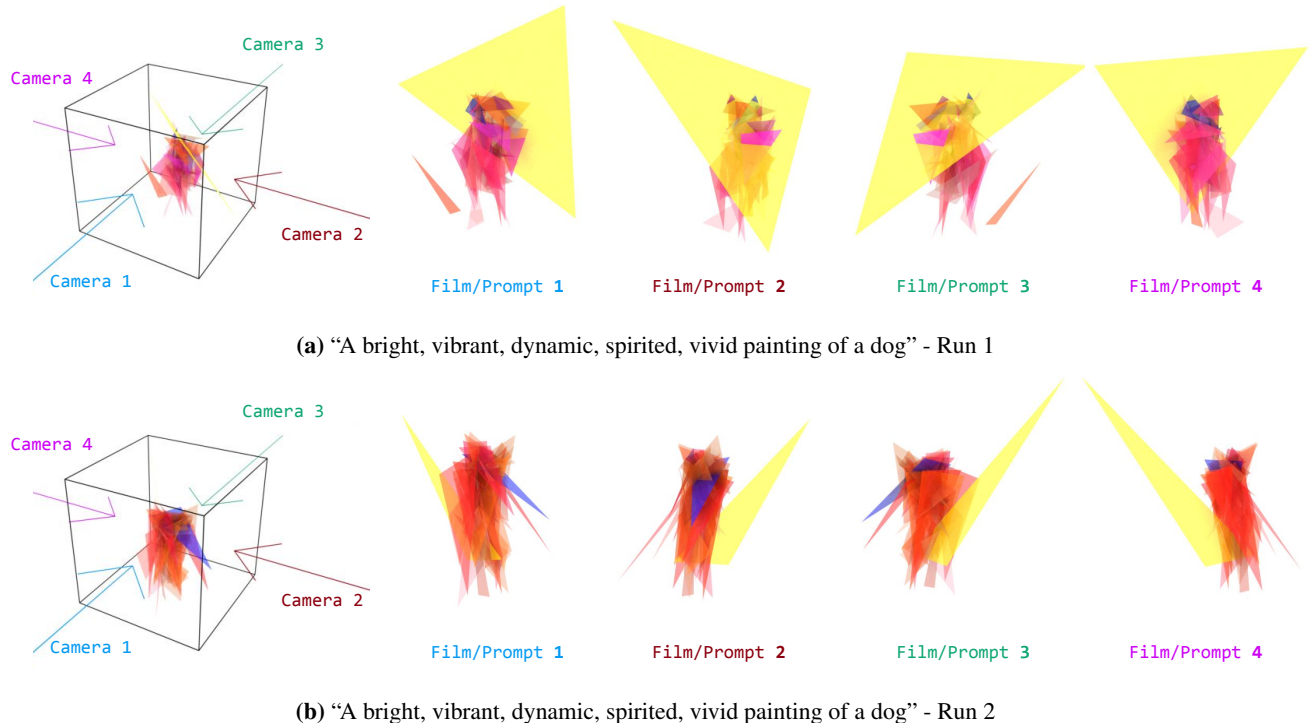 Camera 3
Camera 4
Camera 2
Camera 1
Film/Prompt 1
Film/Prompt 2
Film/Prompt 3
Film/Prompt 4
(a) “A bright, vibrant, dynamic, spirited, vivid painting of a dog” - Run 1
Camera 3
Camera 4
Camera 2
Camera 1
Film/Prompt 1
Film/Prompt 2
Film/Prompt 3
Film/Prompt 4
(b) “A bright, vibrant, dynamic, spirited, vivid painting of a dog” - Run 2